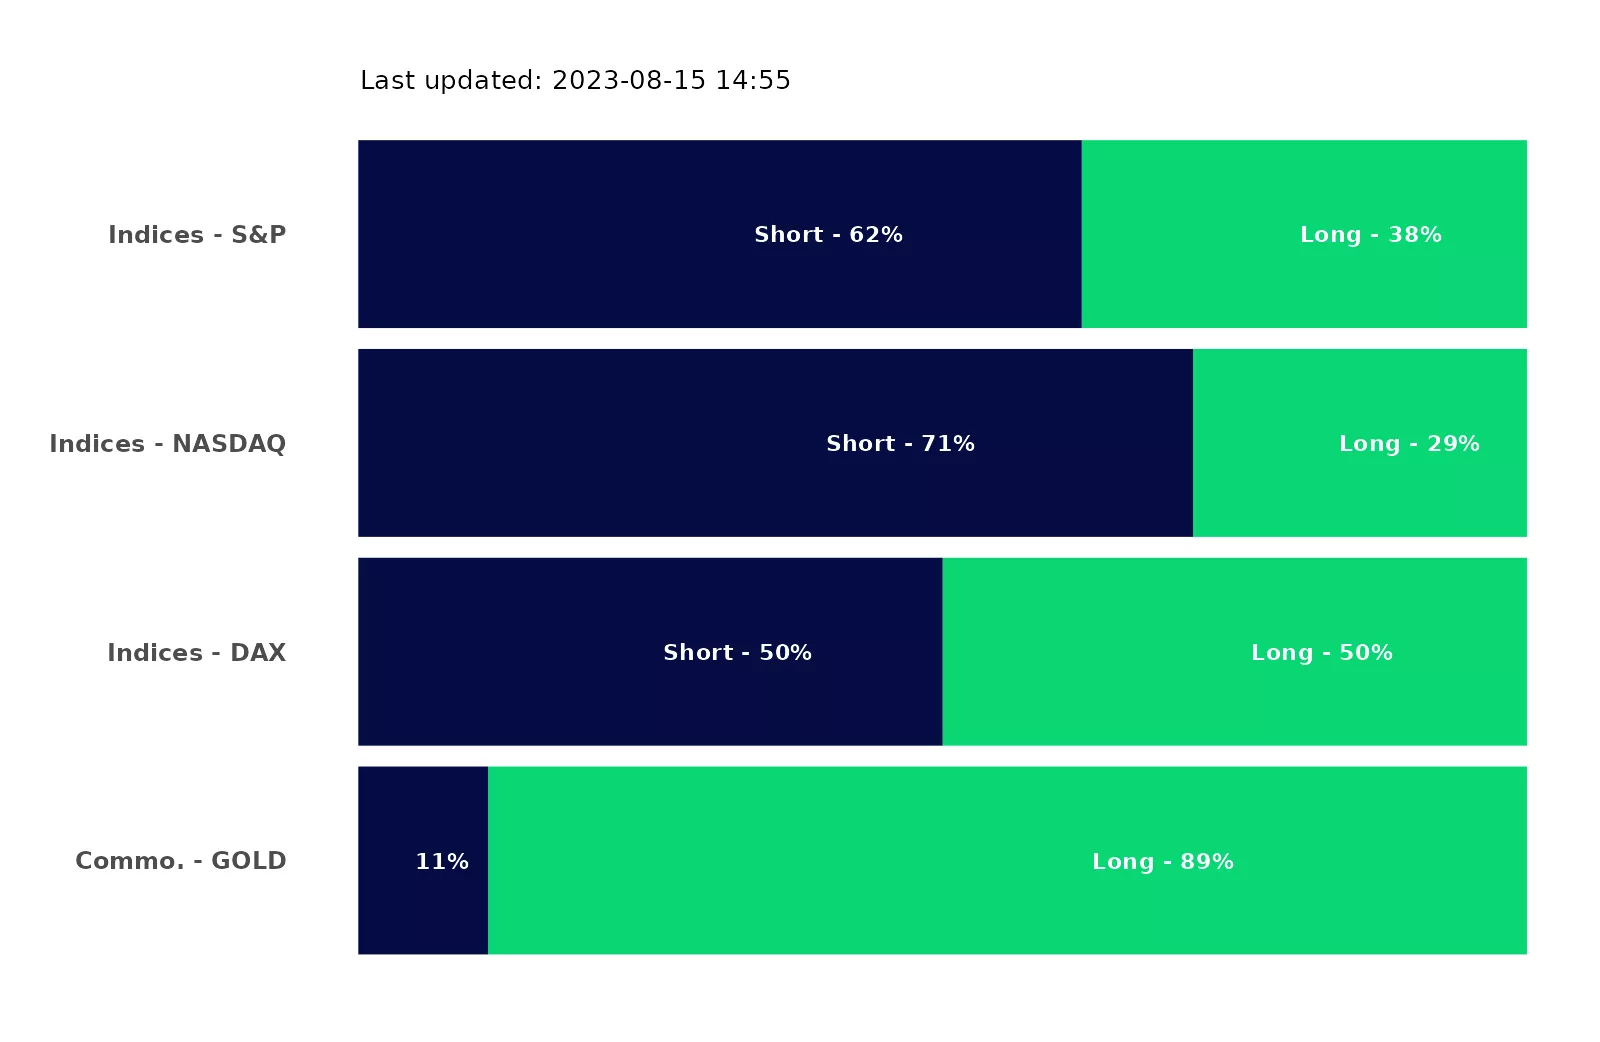 Last updated: 2023-08-15 14:55
Indices - S&P
Short - 62%
Long - 38%
Indices - NASDAQ
Short - 71%
Long - 29%
Indices - DAX
Short - 50%
Long - 50%
Commo. - GOLD
11%
Long - 89%